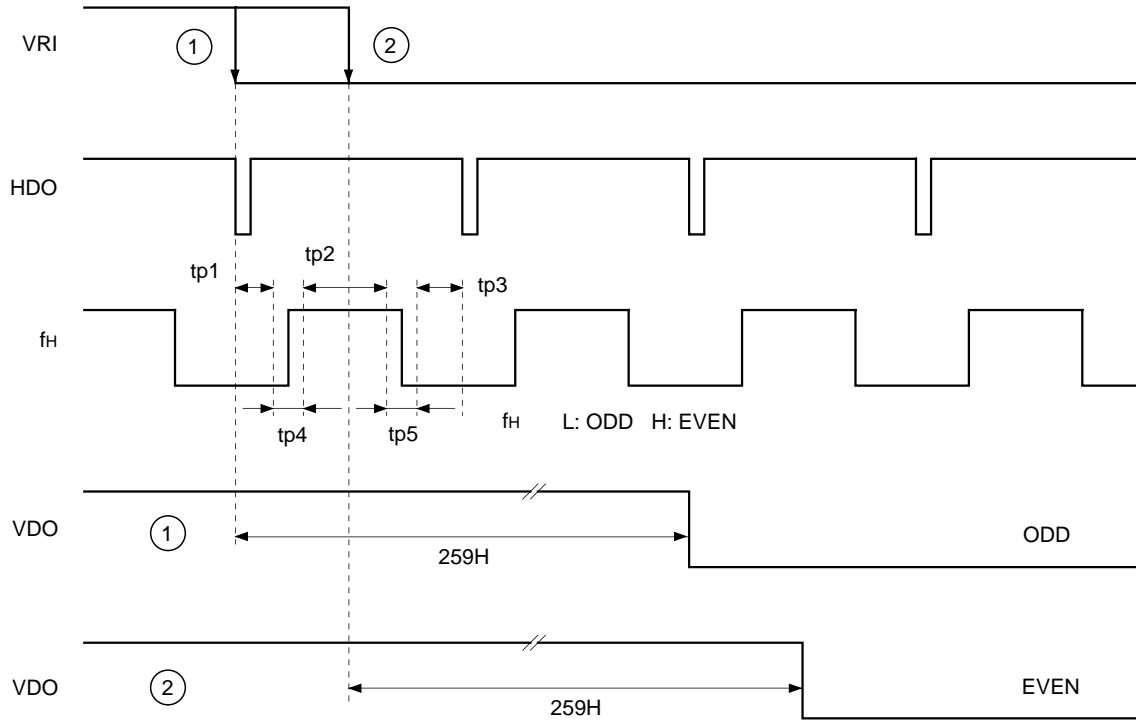 VRI
1
2
HDO
tp1
tp2
tp3
fH
tp4
tp5
fH L: ODD H: EVEN
VDO
1
259H
ODD
VDO
2
259H
EVEN